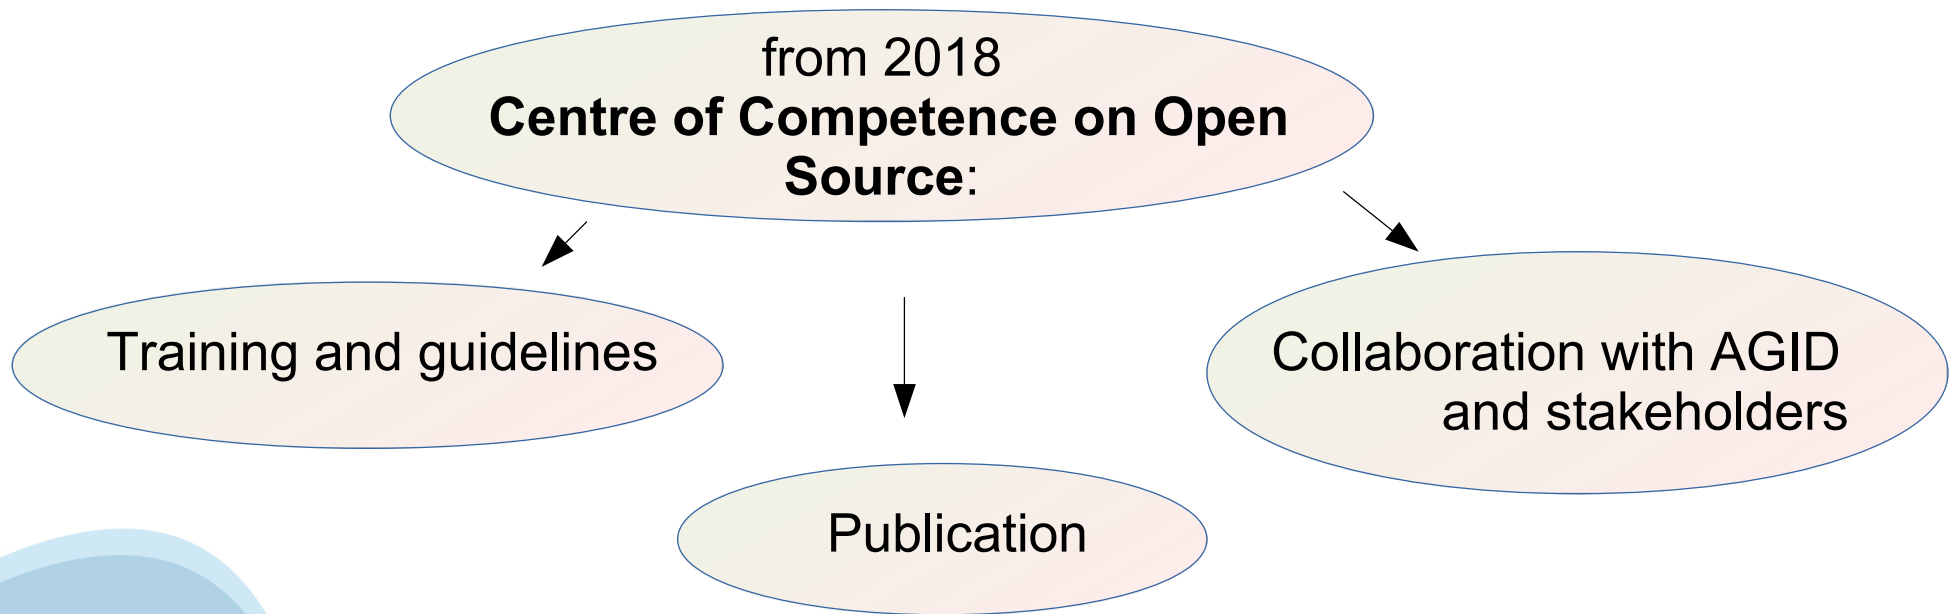 from 2018
Centre of Competence on Open
Source:
Training and guidelines
Collaboration with AGID
and stakeholders
Publication